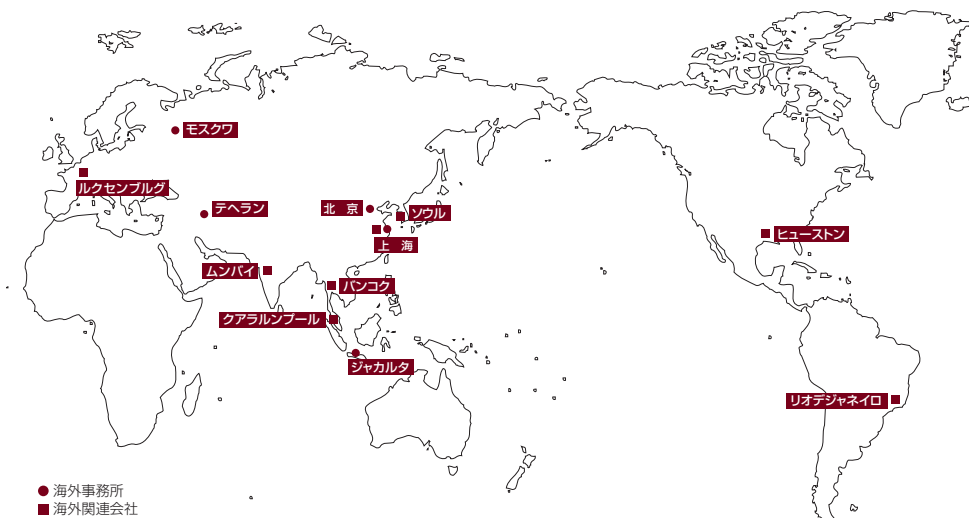 モスクワ
ルクセンブルグ
テヘラン
北 京
ソウル
上 海
ヒューストン
ムンバイ
バンコク
クアラルンプール
ジャカルタ
リオデジャネイロ
海外事務所
海外関連会社